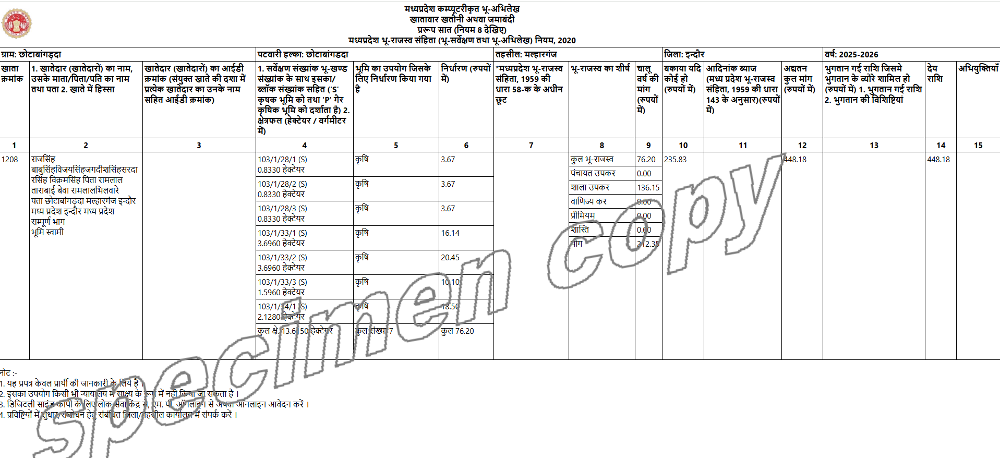 मध्यप्रदेश कम्प्यूटरीकृत भू-अभिलेख
खातावार खतौनी अथवा जमाबंदी
प्ररूप सात (नियम 8 देखिए)
मध्यप्रदेश भू-राजस्व संहिता (भू-सर्वेक्षण तथा भू-अभिलेख) नियम, 2020
ग्राम: छोटाबांगड़दा
पटवारी हल्का: छोटाबांगडदा
तहसील: मल्हारगंज
जिला: इन्दौर
वर्ष: 2025-2026
खाता
क्रमांक
1. खातेदार (खातेदारों) का नाम,
उसके माता/पिता/पति का नाम
तथा पता 2. खाते में हिस्सा
खातेदार (खातेदारों) का आईडी
क्रमांक (संयुक्त खाते की दशा में
प्रत्येक खातेदार का उनके नाम
सहित आईडी क्रमांक)
1. सर्वेक्षण संख्यांक भू-खण्ड
संख्यांक के साथ इसका/
ब्लॉक संख्यांक सहित ('S'
कृषक भूमि को तथा 'P' गैर
कृषिक भूमि को दर्शाता है) 2.
क्षेत्रफल (हेक्टेयर / वर्गमीटर
में)
भूमि का उपयोग जिसके
लिए निर्धारण किया गया
है
निर्धारण (रुपयों
में)
*मध्यप्रदेश भू-राजस्व
संहिता, 1959 की
धारा 58-क के अधीन
छूट
भू-राजस्व का शीर्ष
चालू
वर्ष की
मांग
(रुपयों
में)
बकाया यदि
कोई हो
(रुपयों में)
आदिनांक ब्याज
(मध्य प्रदेश भू-राजस्व
संहिता, 1959 की धारा
143 के अनुसार)(रुपयों
में)
अद्यतन
कुल मांग
(रुपयों में)
भुगतान गई राशि जिसमे
भुगतान के ब्यौरे शामिल हो
(रुपयों में) 1. भुगतान गई राशि
2. भुगतान की विशिष्टियां
देय
राशि
अभियुक्तियाँ
1 2 3 4 5 6 7 8 9 10 11 12 13 14 15
1208
राजसिंह
बाबुसिंहविजयसिंहजगदीशसिंहसरदा
रसिंह विक्रमसिंह पिता रामलाल
ताराबाई बेवा रामलालभिलवारे
पता छोटाबांगड़दा मल्हारगंज इन्दौर
मध्य प्रदेश इन्दौर मध्य प्रदेश
सम्पूर्ण भाग
भूमि स्वामी
103/1/28/1 (S)
0.8330 हेक्टेयर
कृषि
3.67
103/1/28/2 (S)
0.8330 हेक्टेयर
कृषि
3.67
103/1/28/3 (S)
0.8330 हेक्टेयर
कृषि
3.67
103/1/33/1 (S)
3.6960 हेक्टेयर
कृषि
16.14
103/1/33/2 (S)
3.6960 हेक्टेयर
कृषि
20.45
103/1/33/3 (S)
1.5960 हेक्टेयर
कृषि
10.10
103/1/34/1 (S)
2.1280 हेक्टेयर
कृषि
18.50
कुल क्षे. 13.6150 हेक्टेयर
कुल संख्या 7
कुल 76.20
कुल भू-राजस्व 76.20
पंचायत उपकर 0.00
शाला उपकर 136.15
वाणिज्य कर 0.00
प्रीमियम 0.00
शास्ति 0.00
योग 212.35
235.83
448.18
448.18
नोट :-
1. यह प्रपत्र केवल प्रार्थी की जानकारी के लिये है ।
2. इसका उपयोग किसी भी न्यायालय में साक्ष्य के रूप में नही किया जा सकता है ।
3. डिजिटली साइंड कॉपी के लिए लोक सेवा केंद्र से, एम. पी. ऑनलाइन से अथवा ऑनलाइन आवेदन करें ।
4. प्रविष्टियों में सुधार/संशोधन हेतु संबंधित जिला/तहसील कार्यालय में संपर्क करें ।
specimen copy